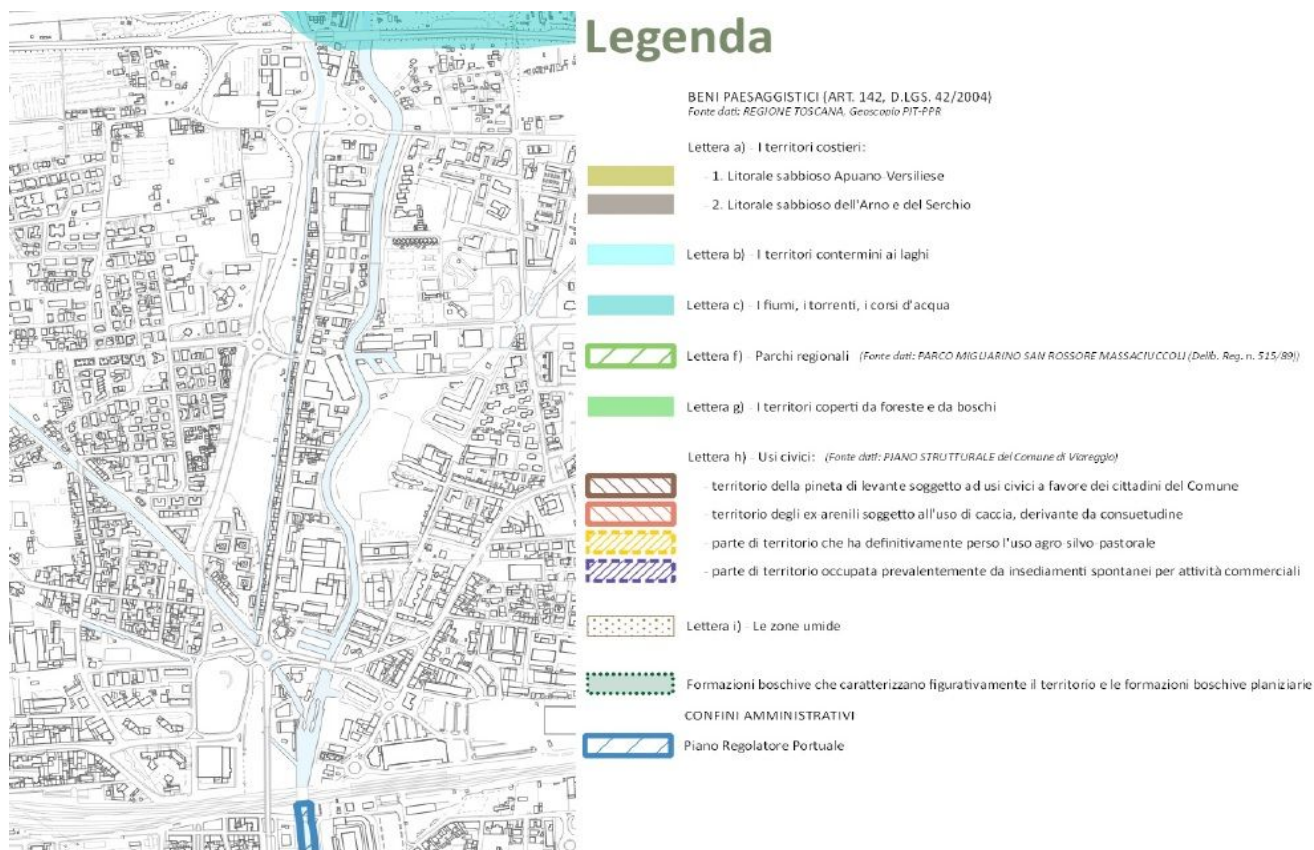 Legenda
BENI PAESAGGISTICI (ART. 142, D.LGS. 42/2004)
Fonte dati: REGIONE TOSCANA, Geoscopio PIT-PPR
Lettera a) - I territori costieri:
- 1. Litorale sabbioso Apuano-Versiliese
- 2. Litorale sabbioso dell'Arno e del Serchio
Lettera b) - I territori contermini ai laghi
Lettera c) - I fiumi, i torrenti, i corsi d'acqua
Lettera f) - Parchi regionali (Fonte dati: PARCO MIGLIARINO SAN ROSSORE MASSACIUCCOLI (Delib. Reg. n. 515/89))
Lettera g) - I territori coperti da foreste e da boschi
Lettera h) - Usi civici: (Fonte dati: PIANO STRUTTURALE del Comune di Viareggio)
- territorio della pineta di levante soggetto ad usi civici a favore dei cittadini del Comune
- territorio degli ex arenili soggetto all'uso di caccia, derivante da consuetudine
- parte di territorio che ha definitivamente perso l'uso agro-silvo-pastorale
- parte di territorio occupata prevalentemente da insediamenti spontanei per attività commerciali
Lettera i) - Le zone umide
Formazioni boschive che caratterizzano figurativamente il territorio e le formazioni boschive planiziarie
CONFINI AMMINISTRATIVI
Piano Regolatore Portuale